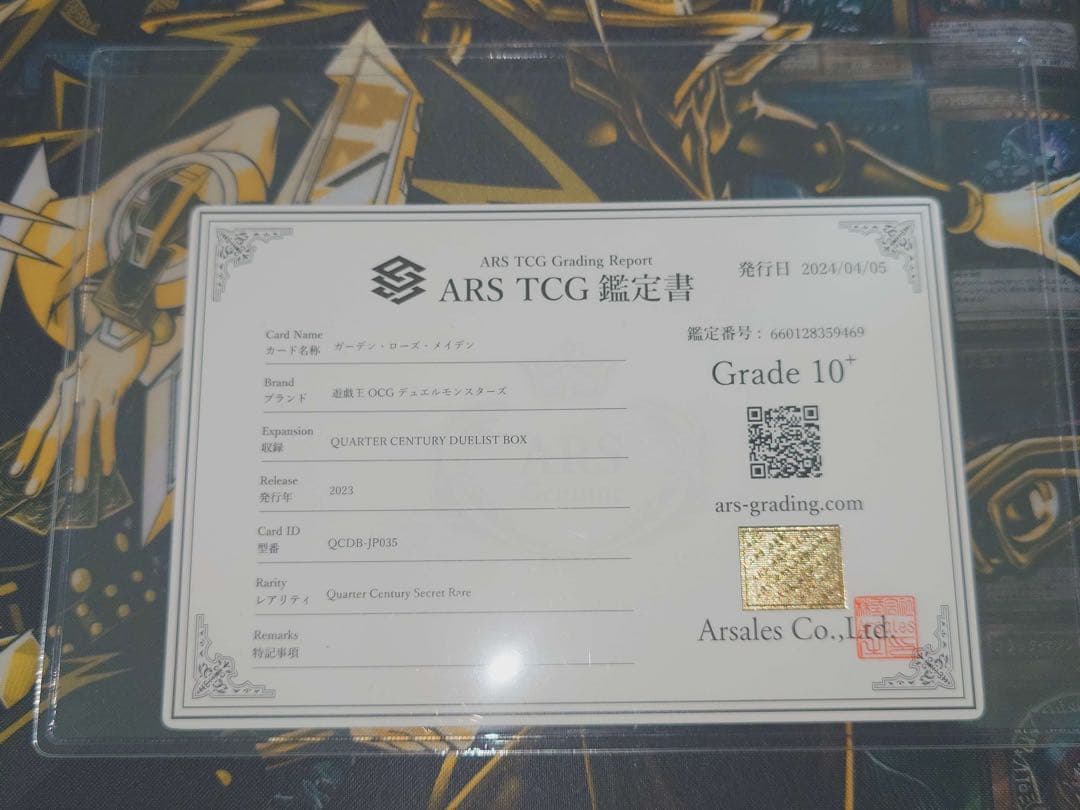 ARS TCG Grading Report
ARS TCG 鑑定書
発行日 2024/04/05
Card Name
カード名称 ガーデン・ローズ・メイデン
Brand
ブランド 遊戯王OCG デュエルモンスターズ
Expansion
収録 QUARTER CENTURY DUELIST BOX
Release
発行年 2023
Card ID
型番 QCDB-JP035
Rarity
レアリティ Quarter Century Secret Rare
Remarks
特記事項
鑑定番号： 660128359469
Grade 10+
ars-grading.com
Arsales Co.,Ltd.
ARS